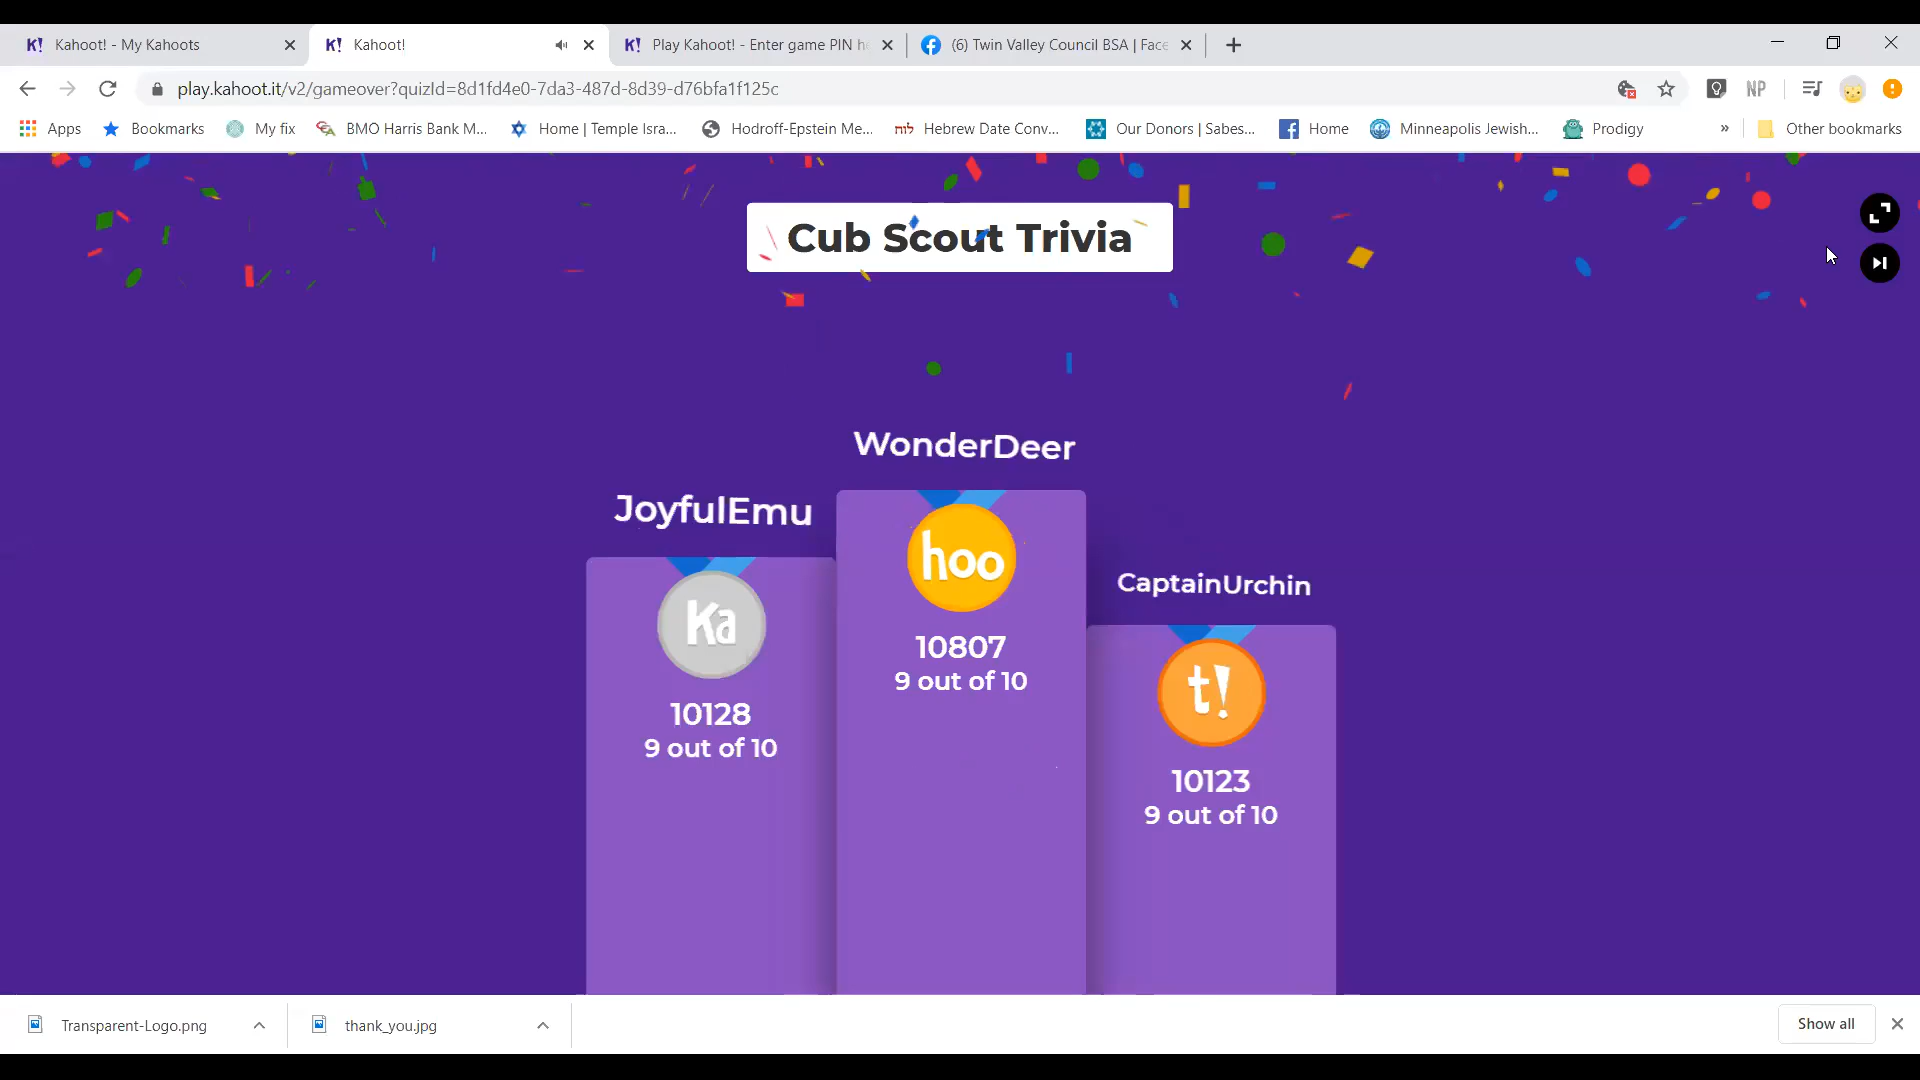 K! Kahoot! - My Kahoots
K! Kahoot!
K! Play Kahoot! - Enter game PIN h
(6) Twin Valley Council BSA | Face
play.kahoot.it/v2/gameover?quizId=8d1fd4e0-7da3-487d-8d39-d76bfa1f125c
NP
Apps
Bookmarks
My fix
BMO Harris Bank M...
Home | Temple Isra...
Hodroff-Epstein Me...
Hebrew Date Conv...
Our Donors | Sabes...
Home
Minneapolis Jewish...
Prodigy
»
Other bookmarks
Cub Scout Trivia
WonderDeer
JoyfulEmu
CaptainUrchin
hoo
10807
9 out of 10
Ka
10128
9 out of 10
t!
10123
9 out of 10
Transparent-Logo.png
thank_you.jpg
Show all